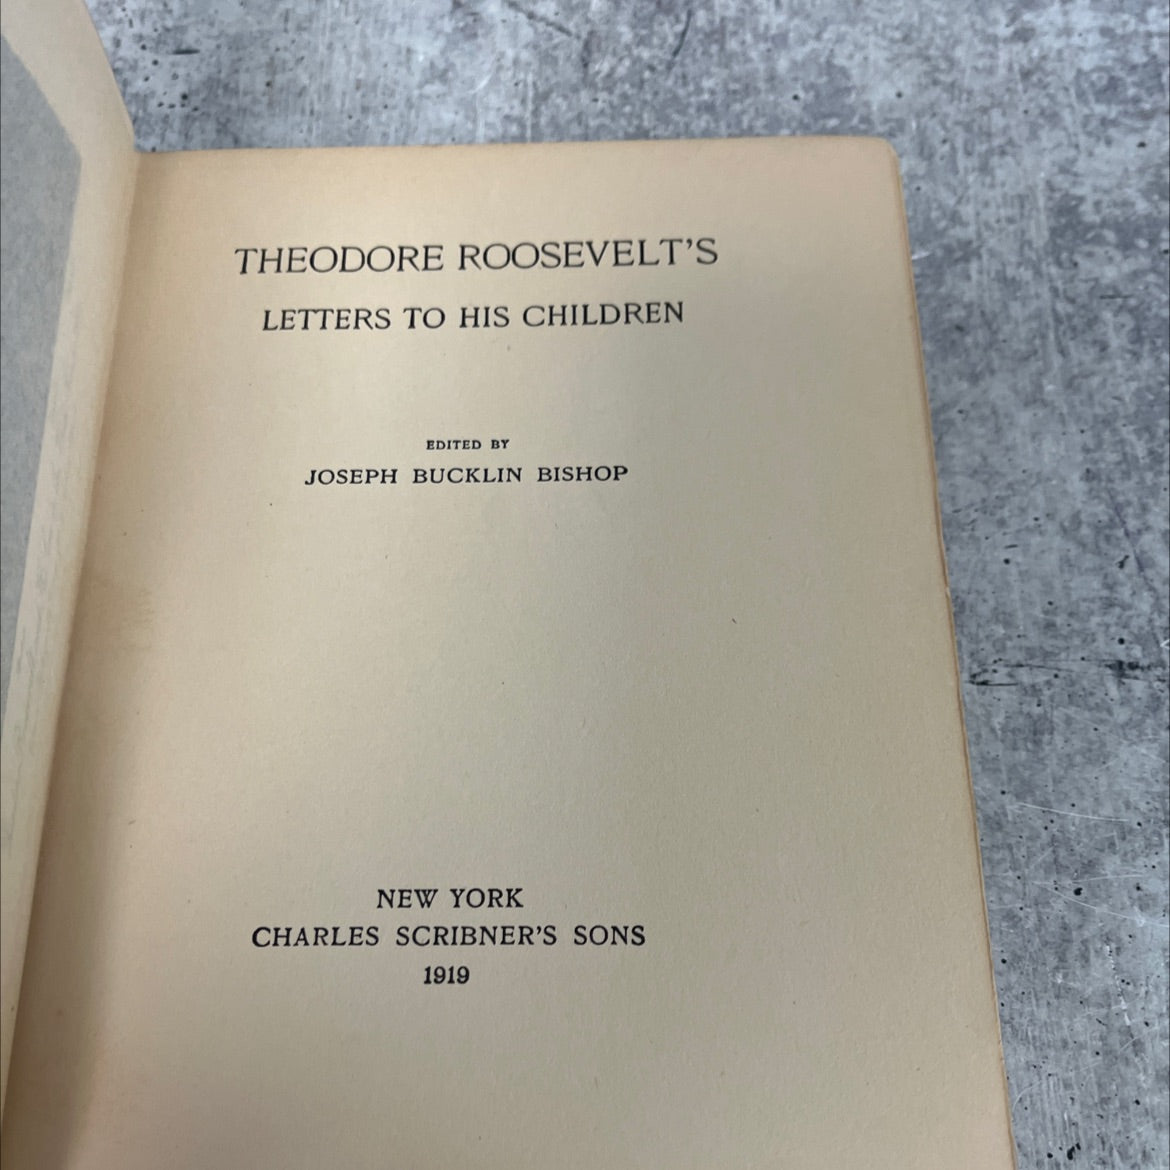 THEODORE ROOSEVELT'S
LETTERS TO HIS CHILDREN
EDITED BY
JOSEPH BUCKLIN BISHOP
NEW YORK
CHARLES SCRIBNER'S SONS
1919